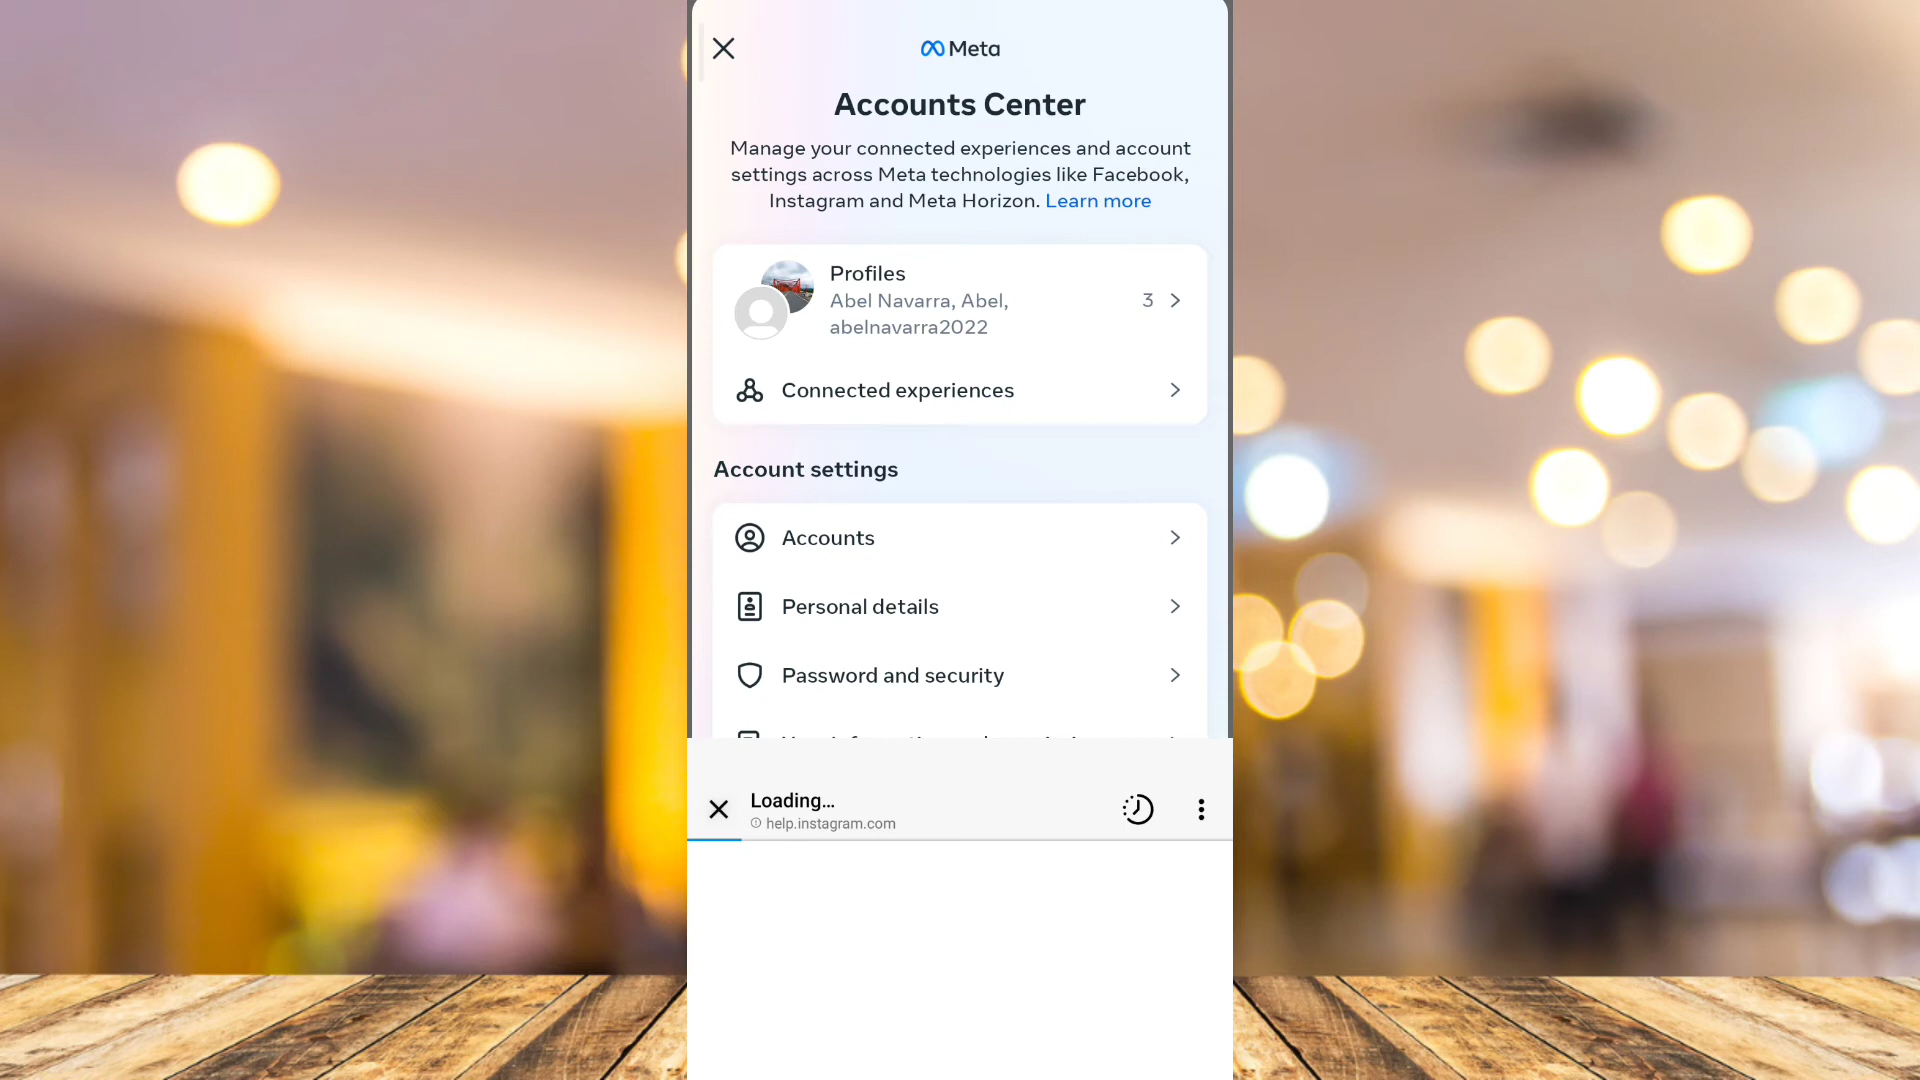 Meta
Accounts Center
Manage your connected experiences and account
settings across Meta technologies like Facebook,
Instagram and Meta Horizon. Learn more
Profiles
Abel Navarra, Abel,
abelnavarra2022
3
Connected experiences
Account settings
Accounts
Personal details
Password and security
Loading...
help.instagram.com